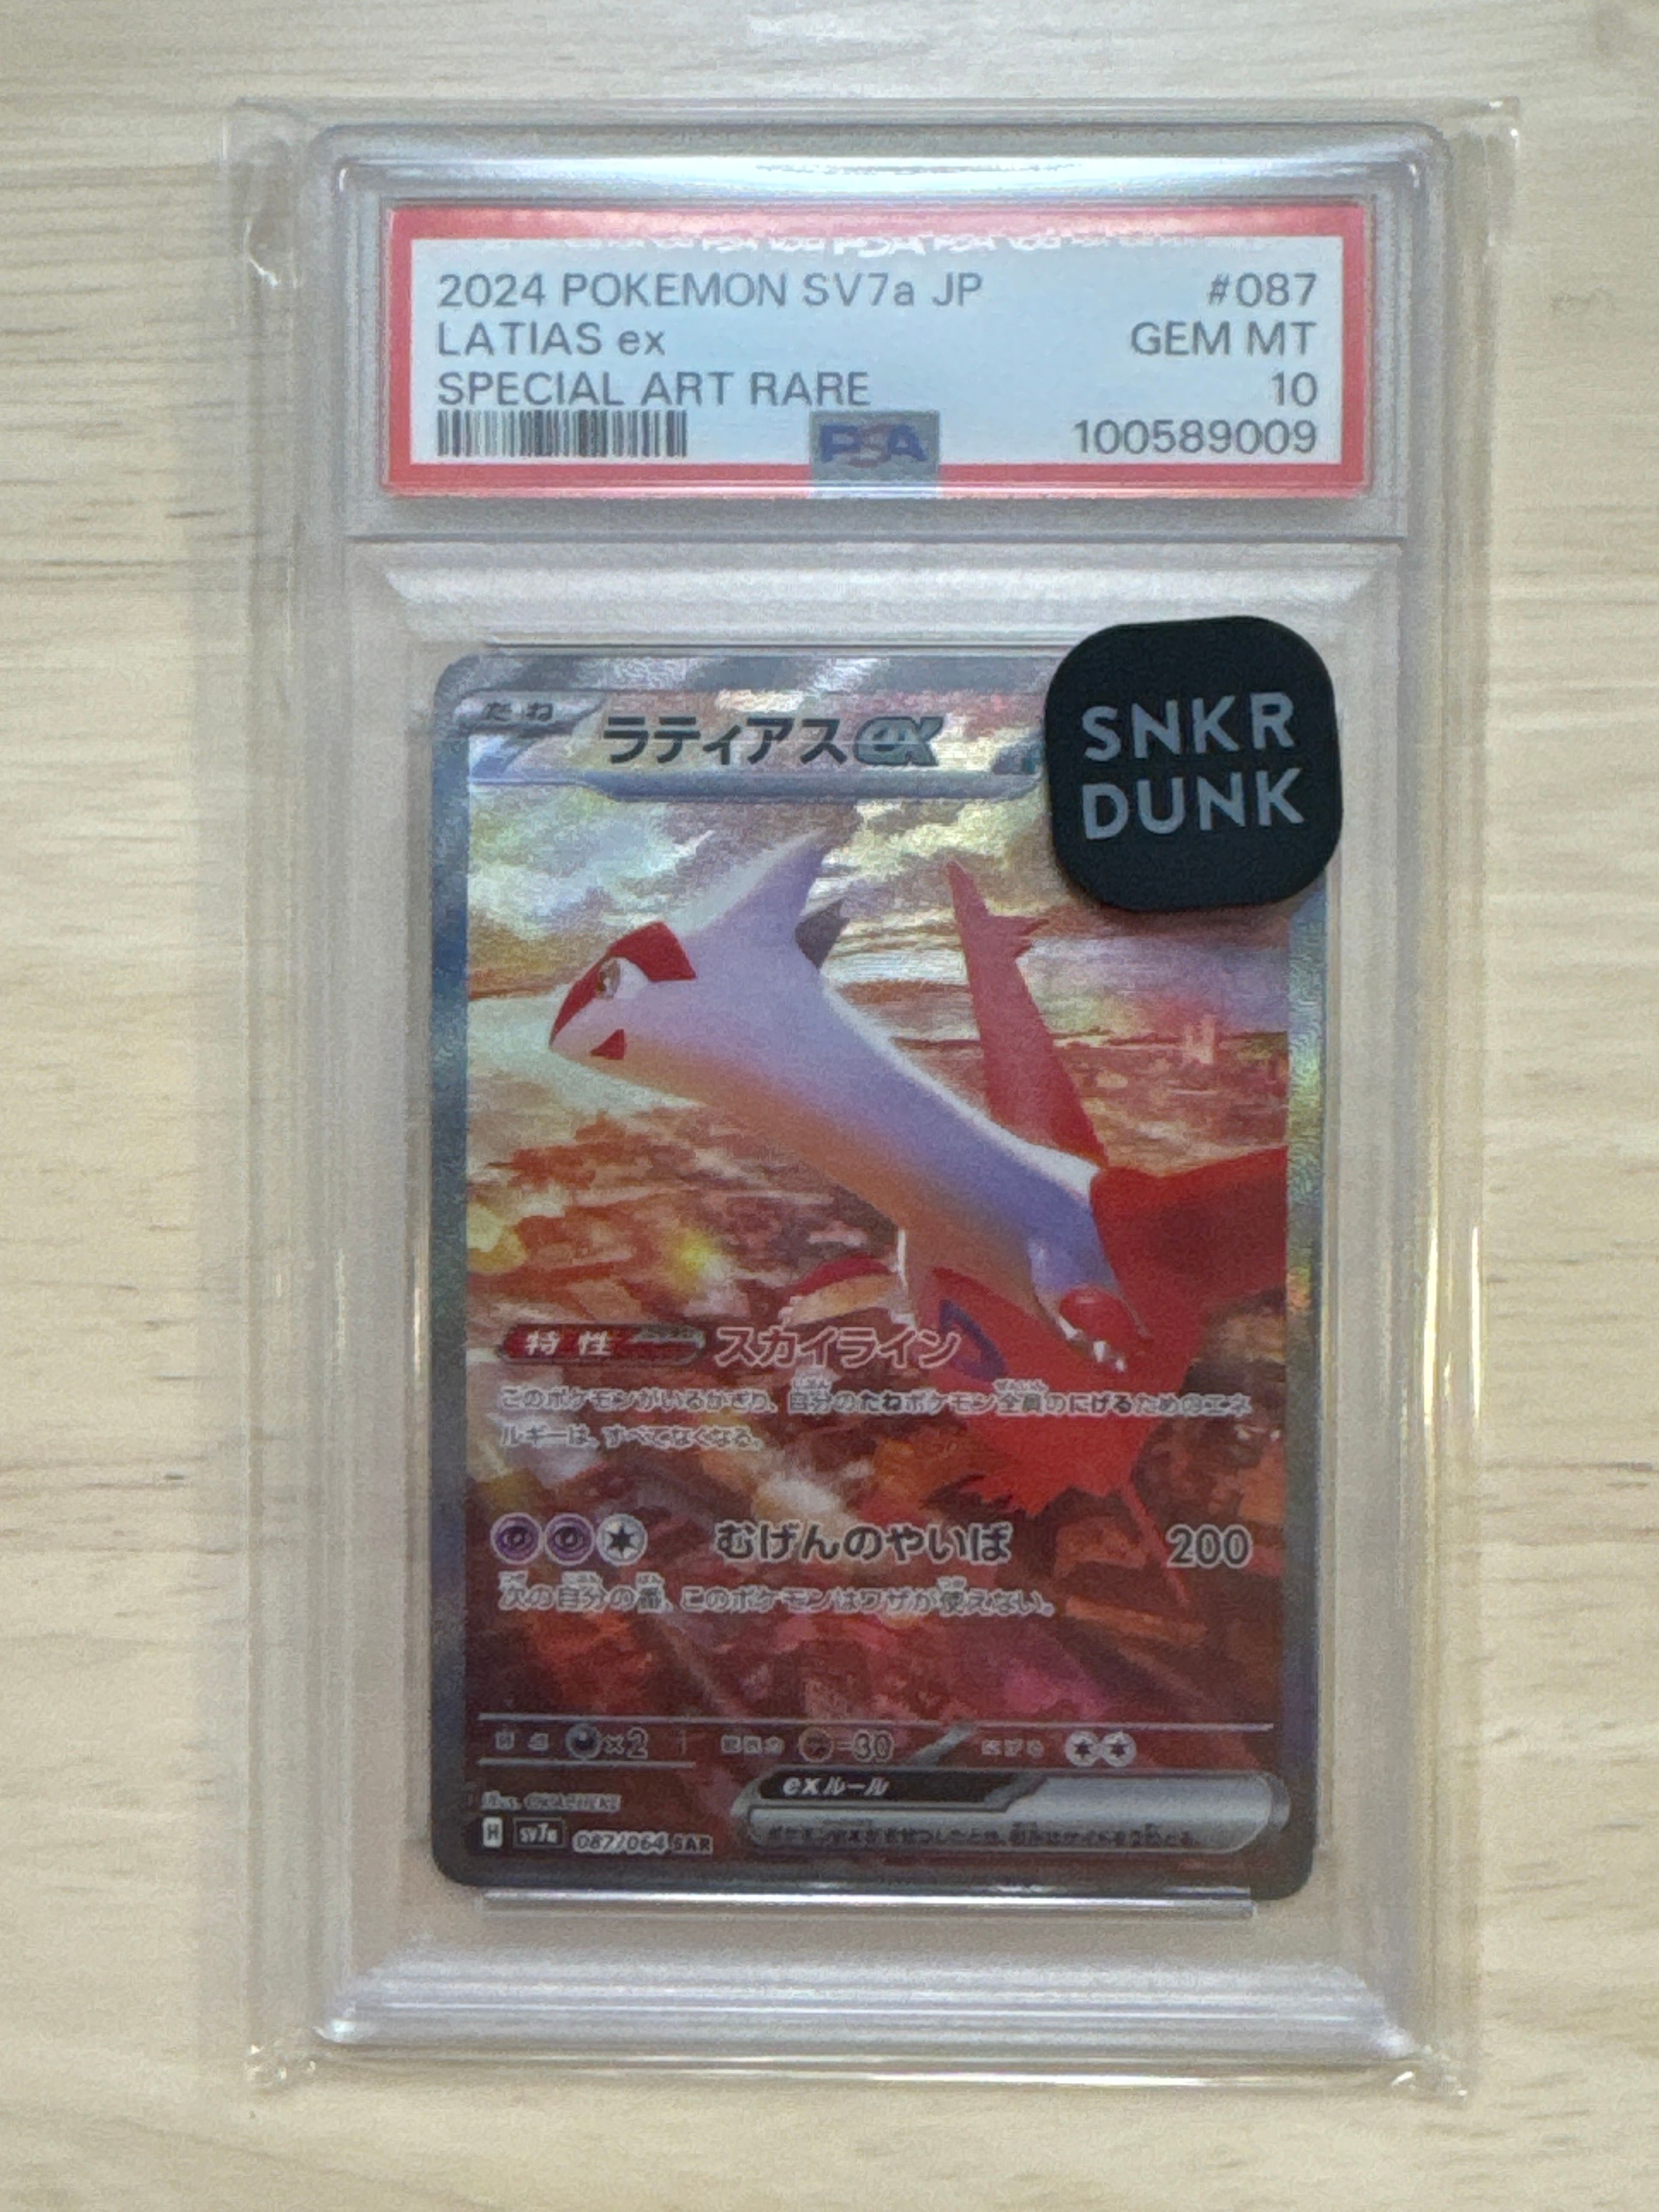 2024 POKEMON SV7a JP #087
LATIAS ex GEM MT
SPECIAL ART RARE 10
PSA 100589009
SNKR
DUNK
たね ラティアスex
特性 スカイライン
このポケモンがいるかぎり、自分のたねポケモン全員のにげるためのエネ
ルギーは、すべてなくなる。
むげんのやいば 200
次の自分の番、このポケモンはワザが使えない。
×2 抵抗力 -30 にげる
exルール
H sv7a 087/064 SAR